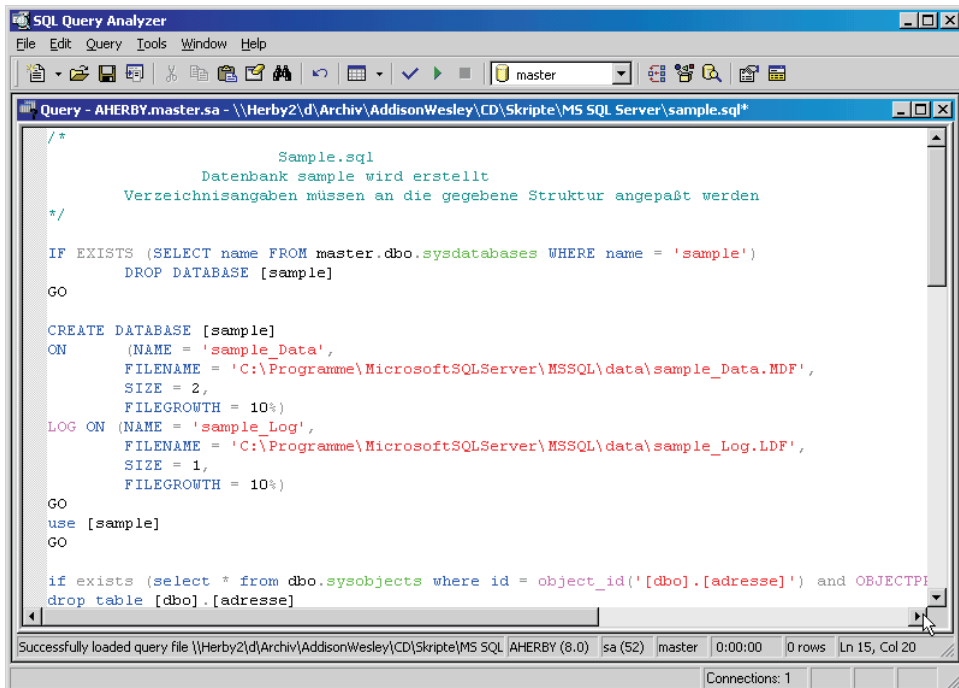 SQL Query Analyzer
File Edit Query Tools Window Help
master
Query - AHERBY.master.sa - \\Herby2\d\Archiv\AddisonWesley\CD\Skripte\MS SQL Server\sample.sql*
/*
Sample.sql
Datenbank sample wird erstellt
Verzeichnisangaben müssen an die gegebene Struktur angepaßt werden
*/
IF EXISTS (SELECT name FROM master.dbo.sysdatabases WHERE name = 'sample')
DROP DATABASE [sample]
GO
CREATE DATABASE [sample]
ON (NAME = 'sample_Data',
FILENAME = 'C:\Programme\MicrosoftSQLServer\MSSQL\data\sample_Data.MDF',
SIZE = 2,
FILEGROWTH = 10%)
LOG ON (NAME = 'sample_Log',
FILENAME = 'C:\Programme\MicrosoftSQLServer\MSSQL\data\sample_Log.LDF',
SIZE = 1,
FILEGROWTH = 10%)
GO
use [sample]
GO
if exists (select * from dbo.sysobjects where id = object_id('[dbo].[adresse]') and OBJECTPR
drop table [dbo].[adresse]
Successfully loaded query file \\Herby2\d\Archiv\AddisonWesley\CD\Skripte\MS SQL AHERBY (8.0) sa (52) master 0:00:00 0 rows Ln 15, Col 20
Connections: 1